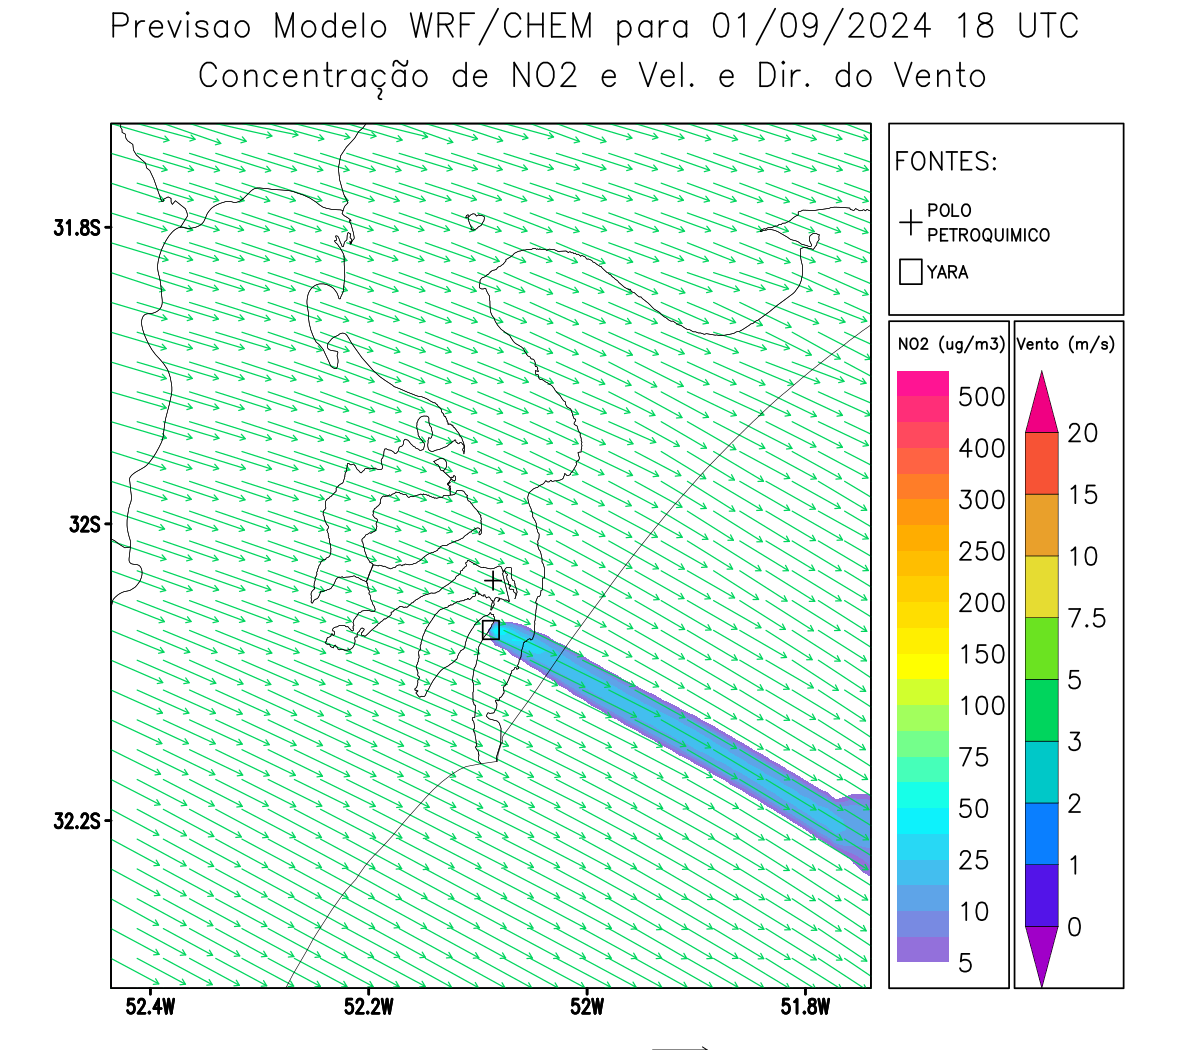 Previsao Modelo WRF/CHEM para 01/09/2024 18 UTC
Concentração de NO2 e Vel. e Dir. do Vento
FONTES:
POLO
PETROQUIMICO
YARA
31.8S
32S
32.2S
52.4W
52.2W
52W
51.8W
NO2 (ug/m3)
500
400
300
250
200
150
100
75
50
25
10
5
Vento (m/s)
20
15
10
7.5
5
3
2
1
0